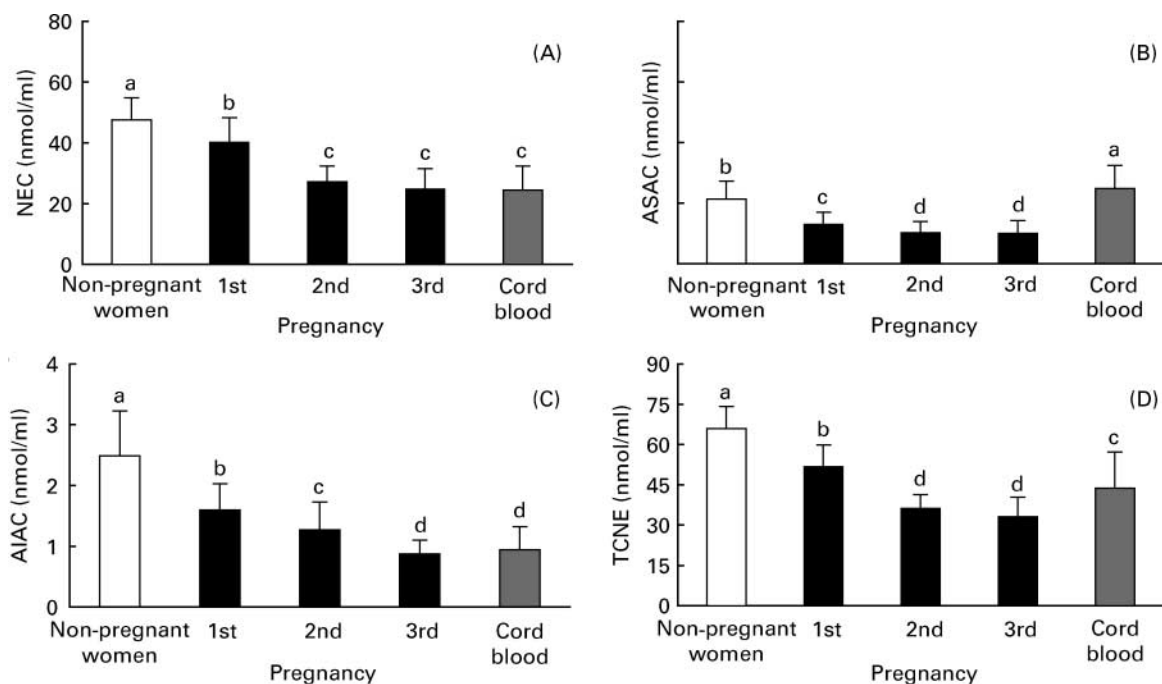 80
60
40
20
0
NEC (nmol/ml)
(A)
a
b
c
c
c
Non-pregnant
women
1st
2nd
3rd
Cord
blood
Pregnancy
ASAC (nmol/ml)
(B)
b
c
d
d
a
Non-pregnant
women
1st
2nd
3rd
Cord
blood
Pregnancy
4
3
2
1
0
AIAC (nmol/ml)
(C)
a
b
c
d
d
Non-pregnant
women
1st
2nd
3rd
Cord
blood
Pregnancy
90
75
60
45
30
15
0
TCNE (nmol/ml)
(D)
a
b
d
d
c
Non-pregnant
women
1st
2nd
3rd
Cord
blood
Pregnancy